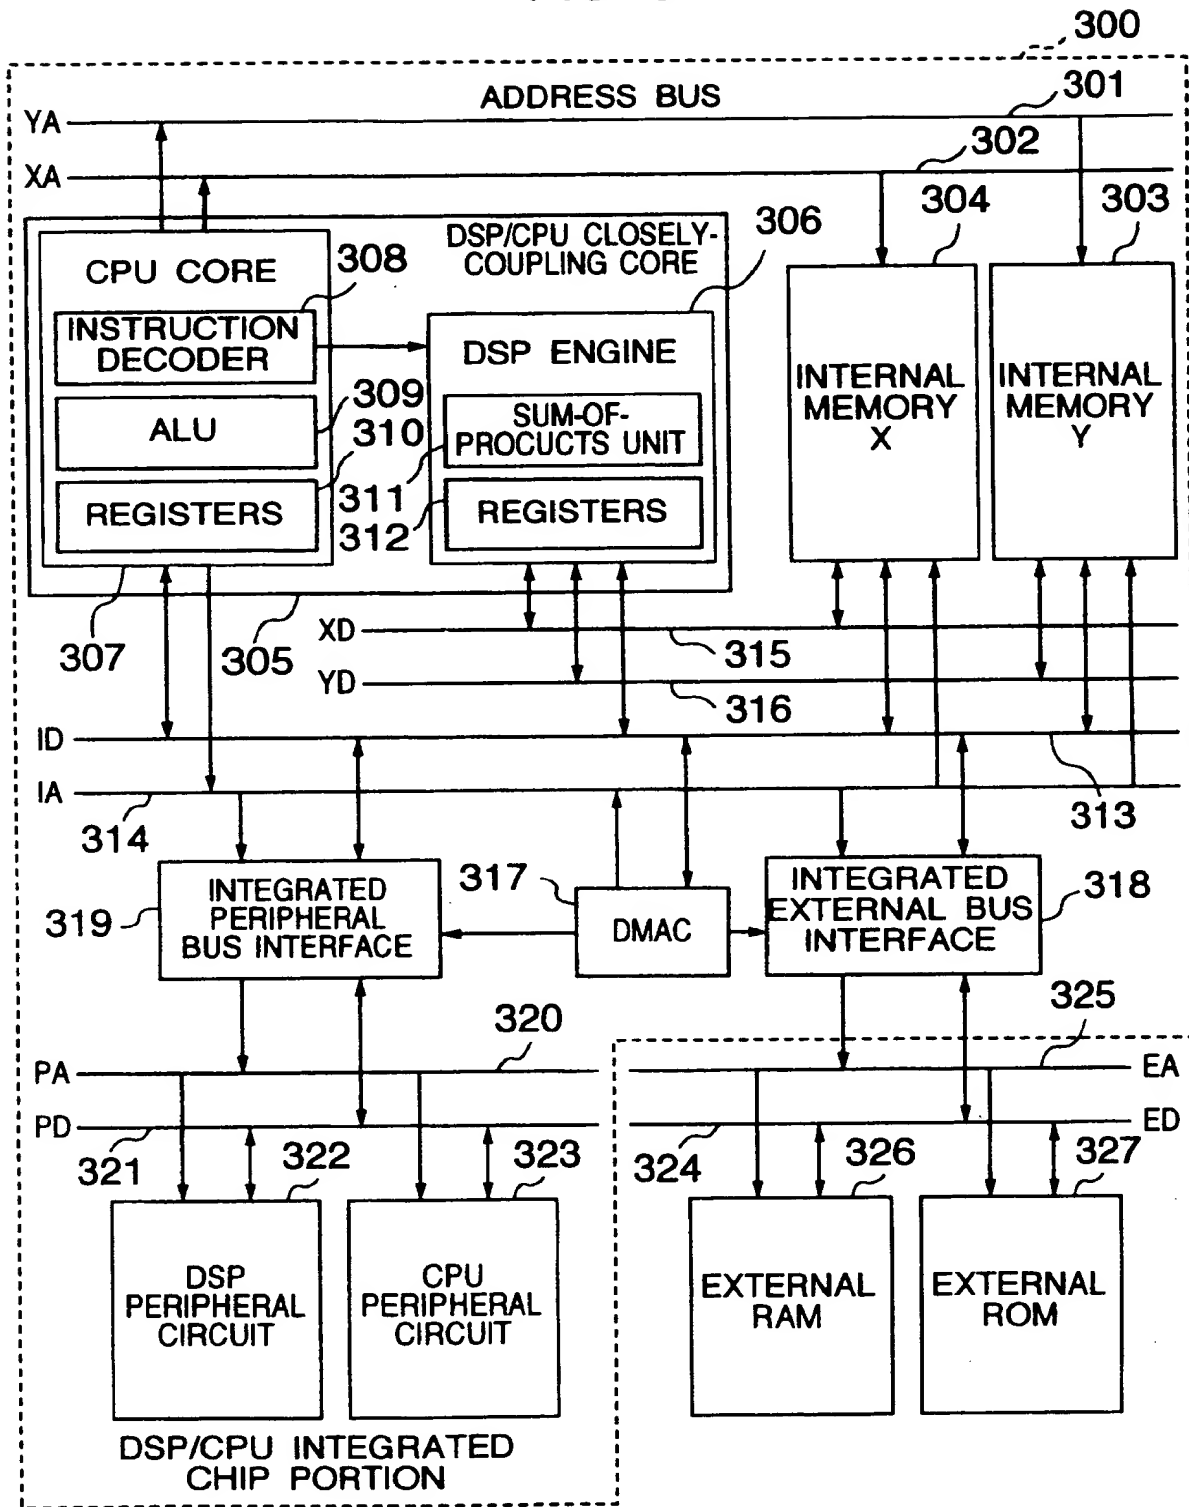 300
ADDRESS BUS
301
YA
302
XA
304
303
306
DSP/CPU CLOSELY-
COUPLING CORE
CPU CORE
308
INSTRUCTION
DECODER
DSP ENGINE
INTERNAL
MEMORY
X
INTERNAL
MEMORY
Y
ALU
309
310
SUM-OF-
PROCUCTS UNIT
311
REGISTERS
312
REGISTERS
307
305
XD
315
YD
316
ID
IA
314
313
INTEGRATED
PERIPHERAL
BUS INTERFACE
319
317
DMAC
INTEGRATED
EXTERNAL BUS
INTERFACE
318
320
325
PA
EA
PD
ED
321
322
323
324
326
327
DSP
PERIPHERAL
CIRCUIT
CPU
PERIPHERAL
CIRCUIT
EXTERNAL
RAM
EXTERNAL
ROM
DSP/CPU INTEGRATED
CHIP PORTION